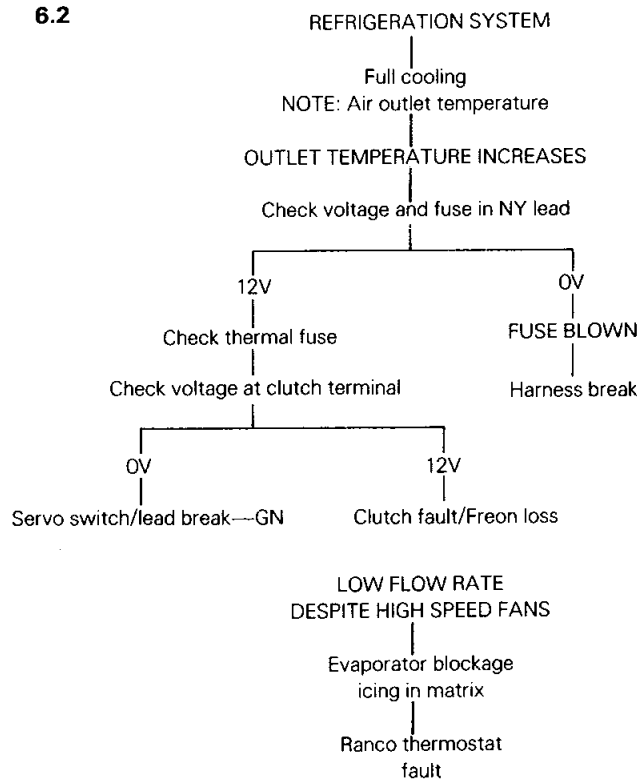 6.2
REFRIGERATION SYSTEM
Full cooling
NOTE: Air outlet temperature
OUTLET TEMPERATURE INCREASES
Check voltage and fuse in NY lead
12V
0V
Check thermal fuse
FUSE BLOWN
Check voltage at clutch terminal
Harness break
0V
12V
Servo switch/lead break—GN
Clutch fault/Freon loss
LOW FLOW RATE
DESPITE HIGH SPEED FANS
Evaporator blockage
icing in matrix
Ranco thermostat
fault